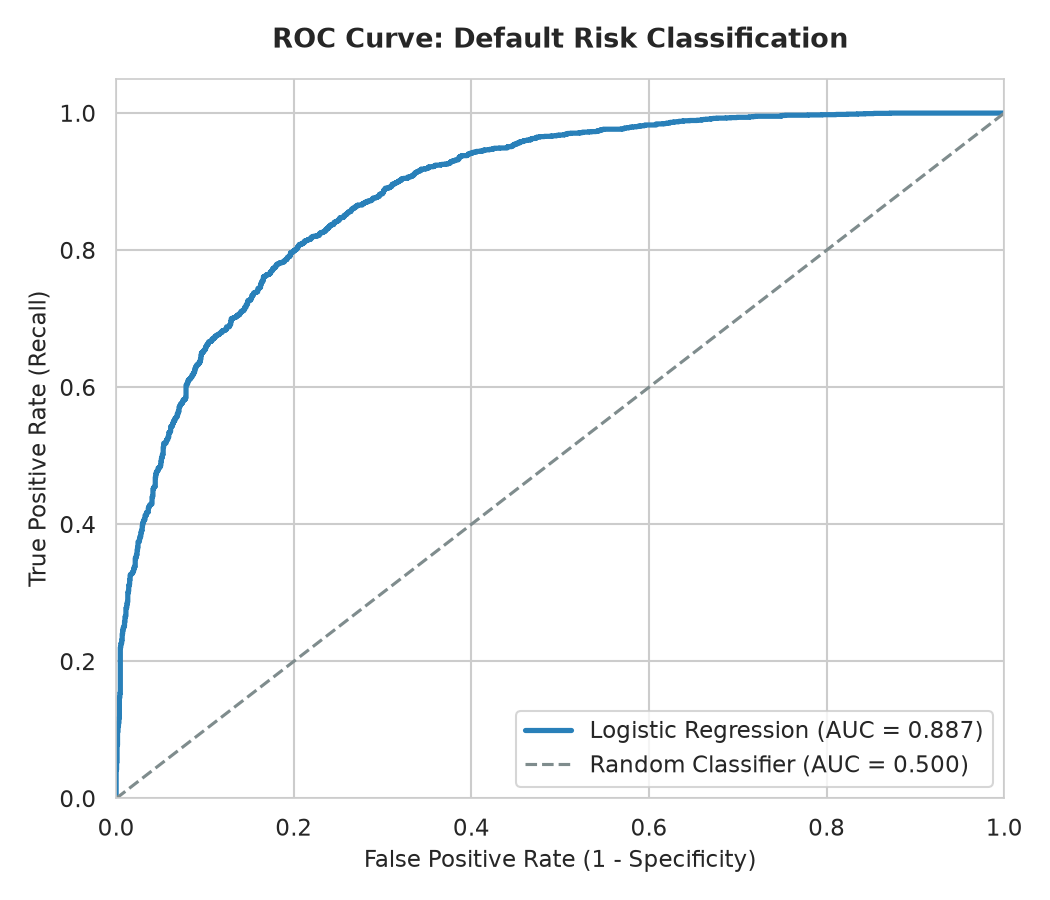 ROC Curve: Default Risk Classification
True Positive Rate (Recall)
1.0
0.8
0.6
0.4
0.2
0.0
0.0 0.2 0.4 0.6 0.8 1.0
False Positive Rate (1 - Specificity)
Logistic Regression (AUC = 0.887)
Random Classifier (AUC = 0.500)